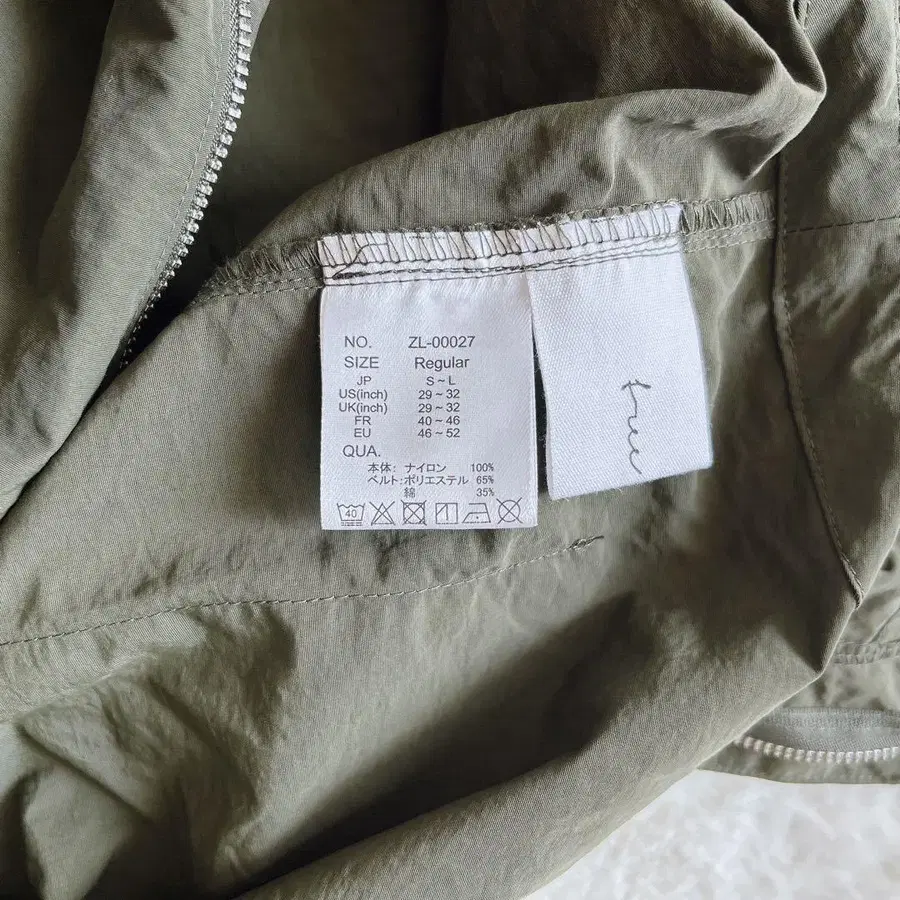 NO. ZL-00027
SIZE Regular
JP S~L
US(inch) 29~32
UK(inch) 29~32
FR 40~46
EU 46~52
QUA.
本体: ナイロン 100%
ベルト:ポリエステル 65%
綿 35%
40
free